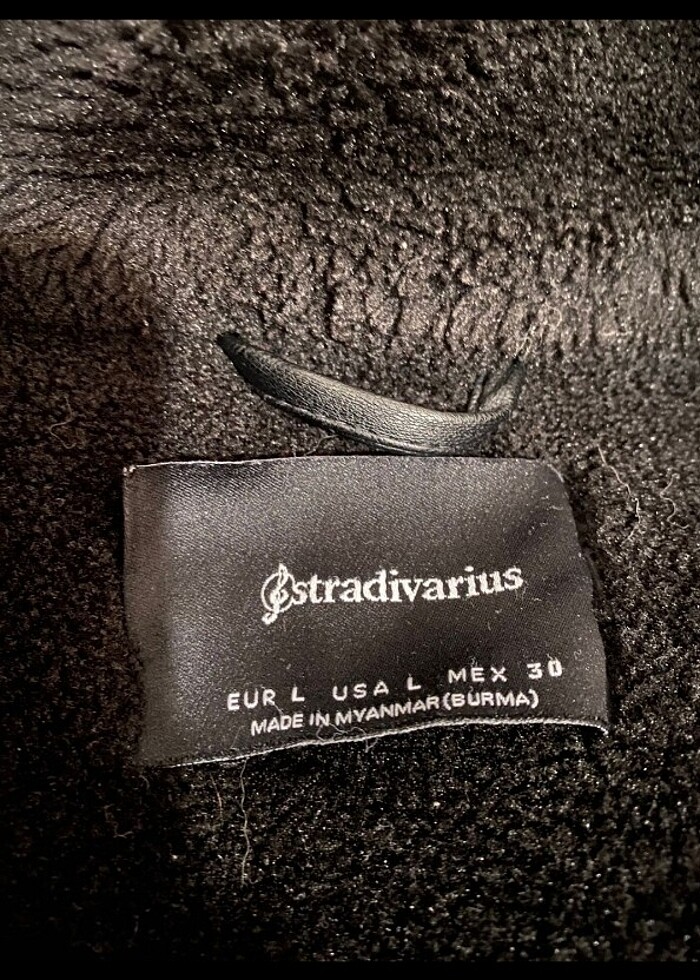 stradivarius
EUR L USA L MEX 30
MADE IN MYANMAR(BURMA)